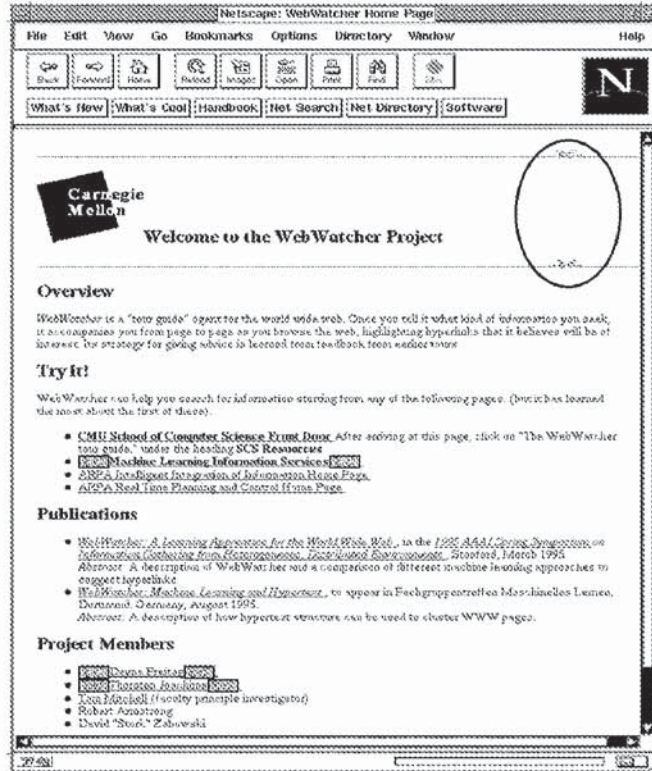 Netscape: WebWatcher Home Page
File Edit View Go Bookmarks Options Directory Window Help
Back Forward Home Reload Images Open Print Find Stop
What's New! What's Cool! Handbook Net Search Net Directory Software
N
Carnegie
Mellon
Welcome to the WebWatcher Project
Overview
WebWatcher is a "tour guide" agent for the world wide web. Once you tell it what kind of information you seek,
it accompanies you from page to page as you browse the web, highlighting hyperlinks that it believes will be of
interest. Its strategy for giving advice is learned from feedback from earlier tours
Try It!
WebWatcher can help you search for information starting from any of the following pages. (but it has learned
the most about the first of these).
CMU School of Computer Science Front Door After arriving at this page, click on "The WebWatcher
tour guide," under the heading SCS Resources
Machine Learning Information Services
ARPA Intelligent Integration of Information Home Page
ARPA Real Time Planning and Control Home Page
Publications
WebWatcher: A Learning Apprentice for the World Wide Web, in the 1995 AAAI Spring Symposium on
Information Gathering from Heterogeneous, Distributed Environments, Stanford, March 1995.
Abstract: A description of WebWatcher and a comparison of different machine learning approaches to
suggest hyperlinks
WebWatcher: Machine Learning and Hypertext, to appear in Fachgruppentreffen Maschinelles Lernen,
Dortmund, Germany, August 1995.
Abstract: A description of how hypertext structure can be used to cluster WWW pages.
Project Members
Dayne Freitag
Thorsten Joachims
Tom Mitchell (faculty principle investigator)
Robert Armstrong
David "Stork" Zabowski